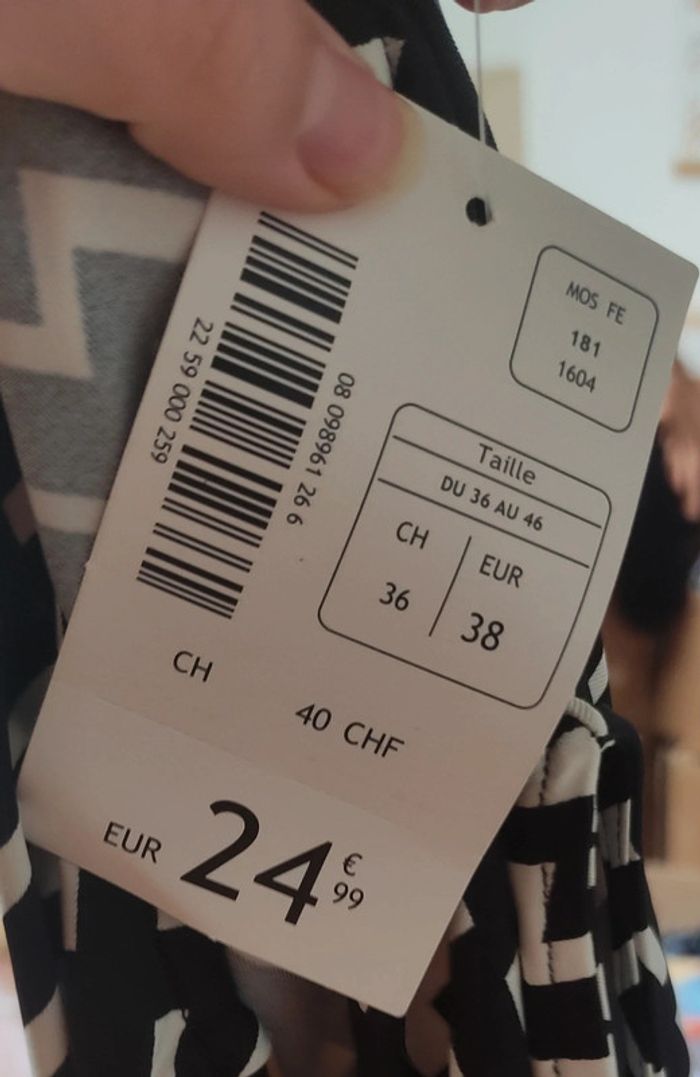 MOS FE
181
1604
22 59 000 259
08 098961 26 6
Taille
DU 36 AU 46
CH EUR
36 38
CH 40 CHF
EUR 24 € 99